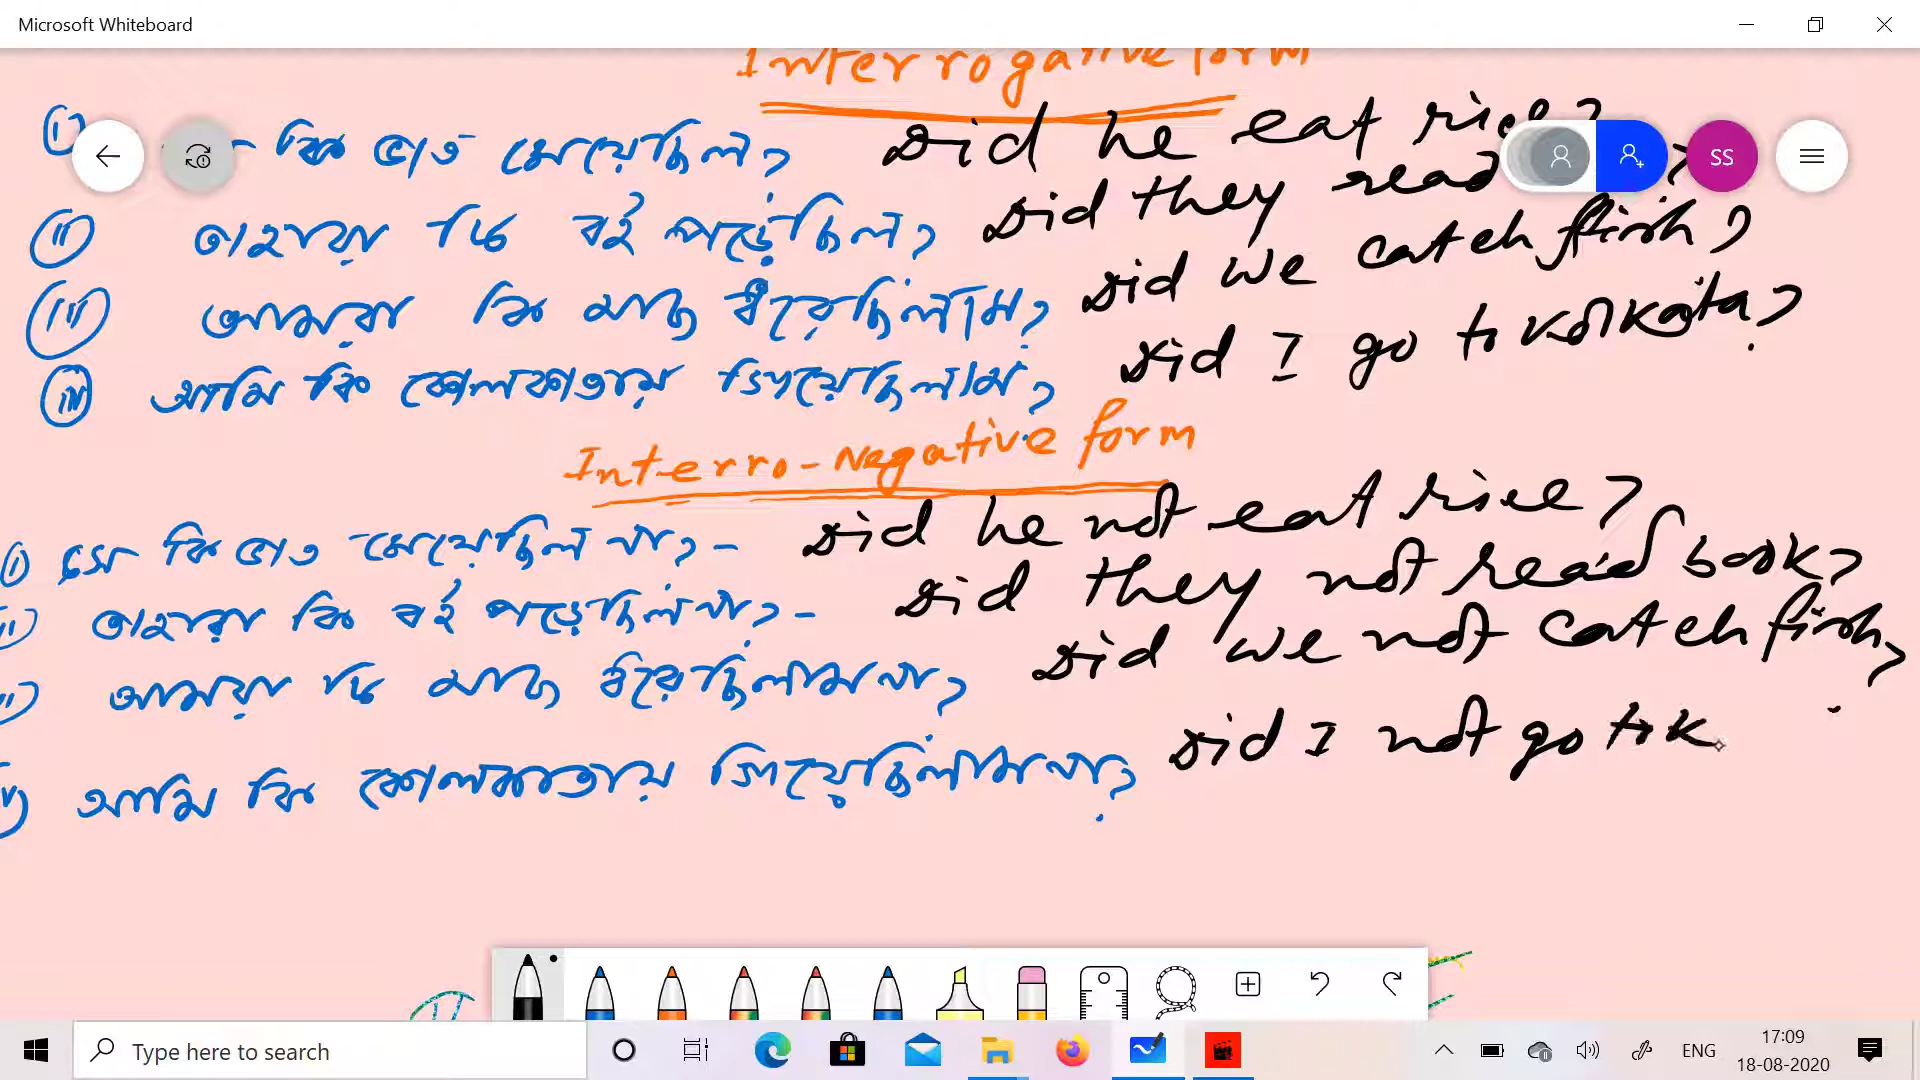 Microsoft Whiteboard
Interrogative form
কি ভাত খেয়েছিল? Did he eat rice?
(ii) তাহারা কি বই পড়েছিল? Did they read ?
(iii) আমরা কি মাছ ধরেছিলাম? Did we catch fish?
(iv) আমি কি কোলকাতায় গিয়েছিলাম? Did I go to Kolkata?
Interro-Negative form
(i) সে কি ভাত খেয়েছিল না? - Did he not eat rice?
(ii) তাহারা কি বই পড়েছিল না? - Did they not read book?
(iii) আমরা কি মাছ ধরেছিলাম না? Did we not catch fish?
(iv) আমি কি কোলকাতায় গিয়েছিলাম না? Did I not go to K
SS
Type here to search
ENG
17:09
18-08-2020